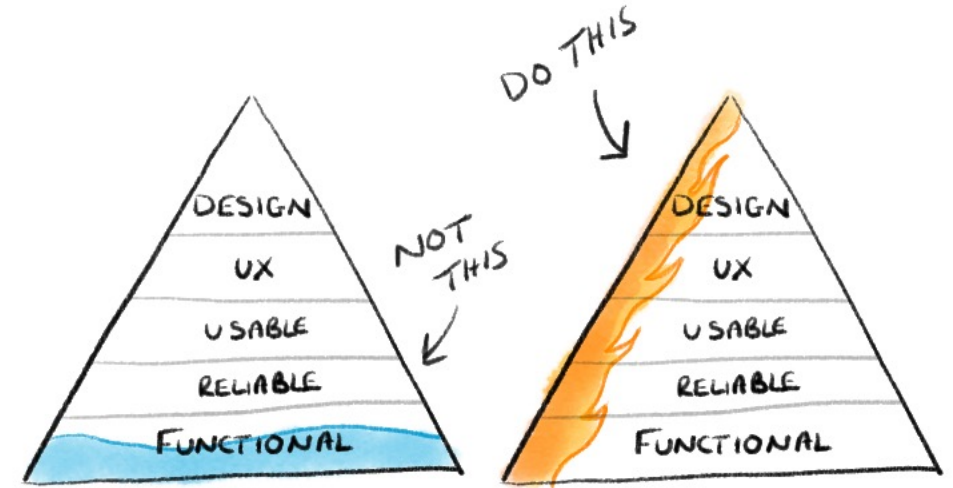 DO THIS
NOT
THIS
DESIGN
UX
USABLE
RELIABLE
FUNCTIONAL
DESIGN
UX
USABLE
RELIABLE
FUNCTIONAL